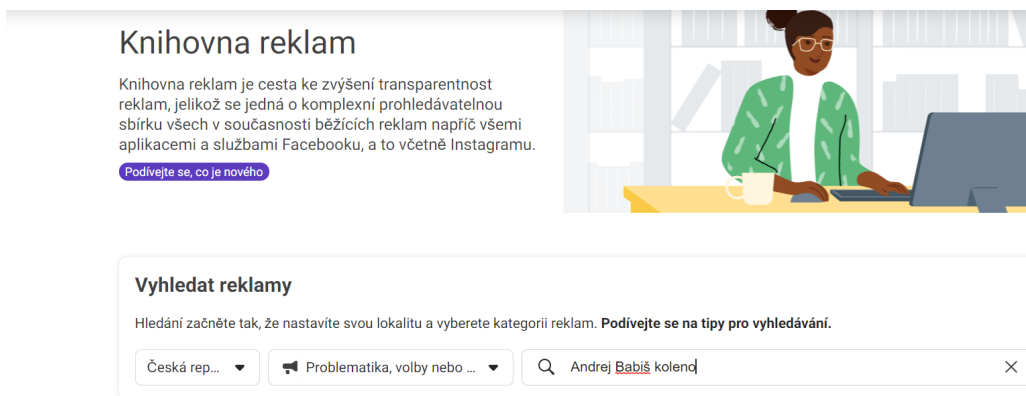 Knihovna reklam
Knihovna reklam je cesta ke zvýšení transparentnost
reklam, jelikož se jedná o komplexní prohledávatelnou
sbírku všech v současnosti běžících reklam napříč všemi
aplikacemi a službami Facebooku, a to včetně Instagramu.
Podívejte se, co je nového
Vyhledat reklamy
Hledání začněte tak, že nastavíte svou lokalitu a vyberete kategorii reklam. Podívejte se na tipy pro vyhledávání.
Česká rep... Problematika, volby nebo ... Andrej Babiš koleno